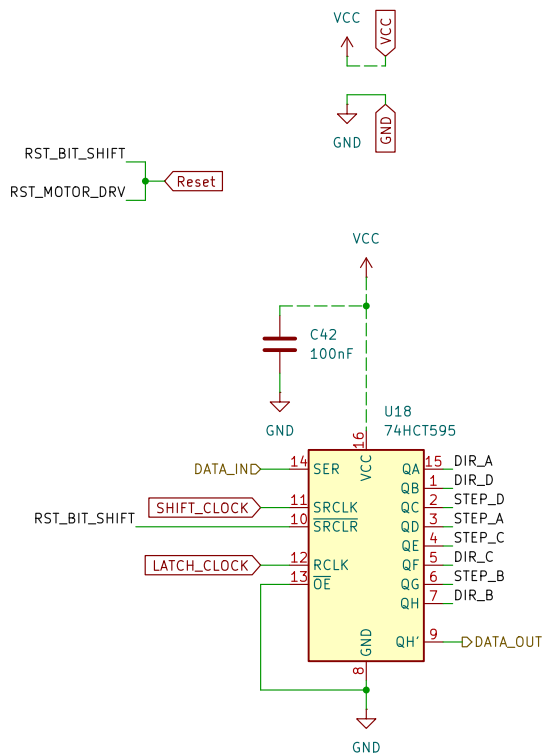 VCC
VCC
GND
GND
RST_BIT_SHIFT
Reset
RST_MOTOR_DRV
VCC
C42
100nF
GND
U18
74HCT595
16
VCC
DATA_IN 14 SER
QA 15 DIR_A
QB 1 DIR_D
SHIFT_CLOCK 11 SRCLK
QC 2 STEP_D
RST_BIT_SHIFT 10 SRCLR
QD 3 STEP_A
QE 4 STEP_C
LATCH_CLOCK 12 RCLK
QF 5 DIR_C
13 OE
QG 6 STEP_B
QH 7 DIR_B
QH' 9 DATA_OUT
GND
8
GND